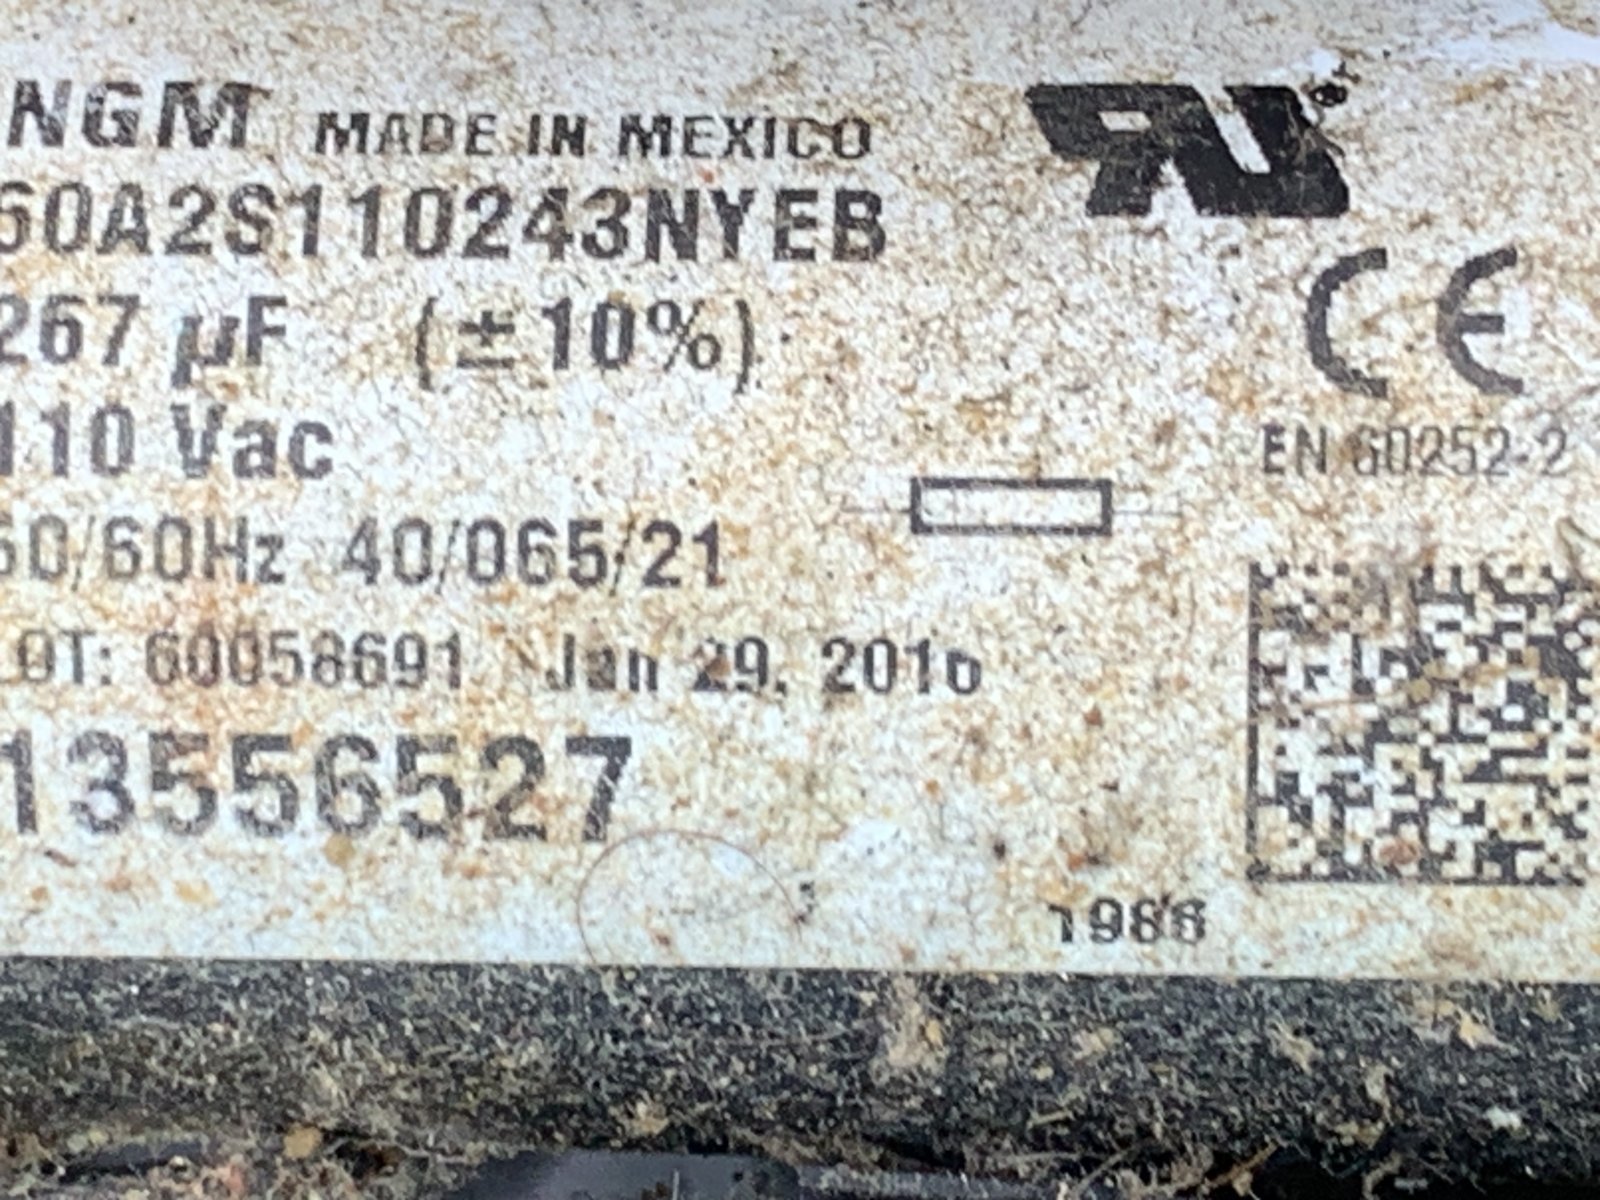 NGM MADE IN MEXICO
60A2S110243NYEB
267 µF (±10%)
110 Vac
EN 60252-2
50/60Hz 40/065/21
LOT: 60058691 Jan 29, 2016
13556527
1988